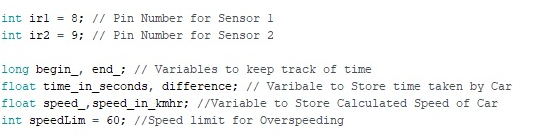 int ir1 = 8; // Pin Number for Sensor 1
int ir2 = 9; // Pin Number for Sensor 2
long begin_, end_; // Variables to keep track of time
float time_in_seconds, difference; // Varibale to Store time taken by Car
float speed_,speed_in_kmhr; //Variable to Store Calculated Speed of Car
int speedLim = 60; //Speed limit for Overspeeding